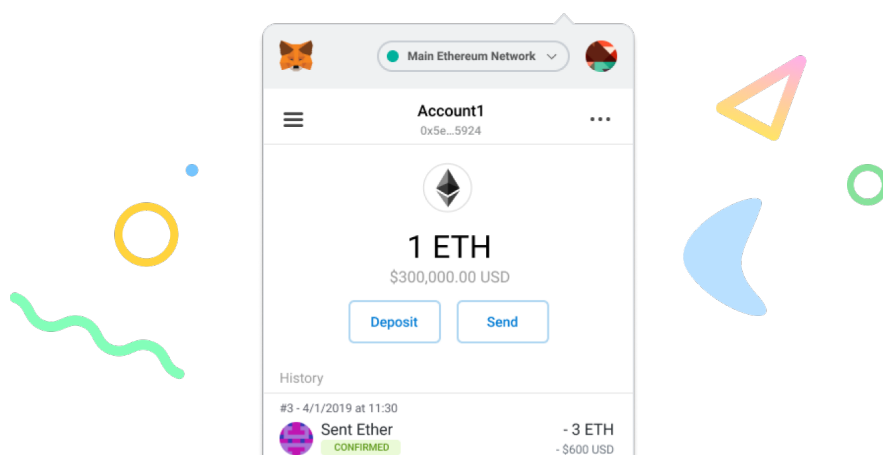 Main Ethereum Network
Account1
0x5e...5924
1 ETH
$300,000.00 USD
Deposit Send
History
#3 - 4/1/2019 at 11:30
Sent Ether - 3 ETH
CONFIRMED - $600 USD